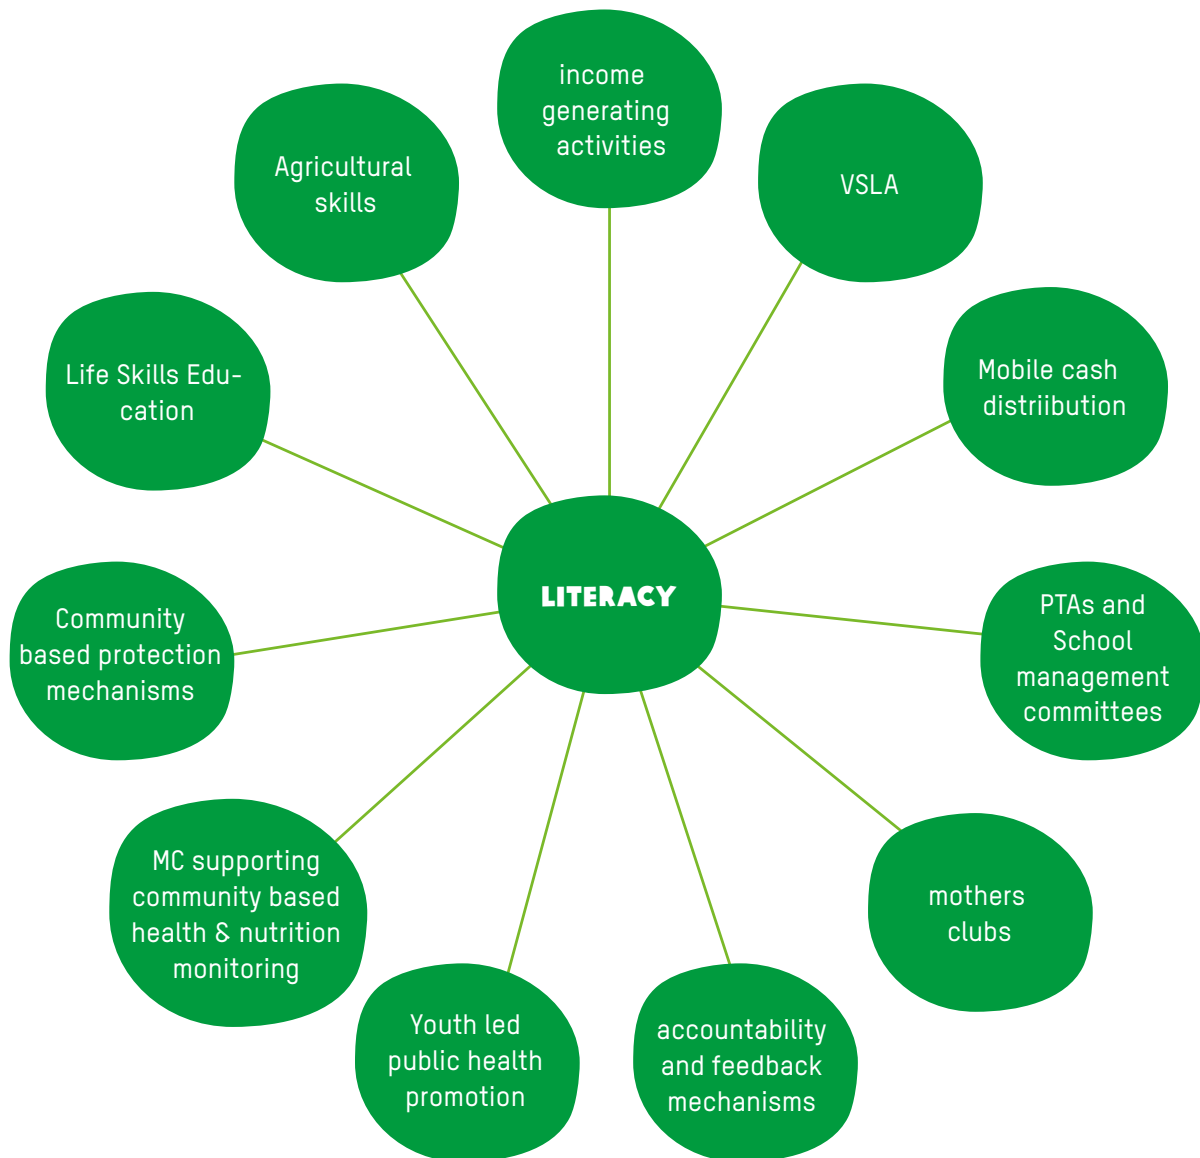 income
generating
activities
Agricultural
skills
VSLA
Life Skills Edu-
cation
Mobile cash
distriibution
LITERACY
Community
based protection
mechanisms
PTAs and
School
management
committees
MC supporting
community based
health & nutrition
monitoring
mothers
clubs
Youth led
public health
promotion
accountability
and feedback
mechanisms